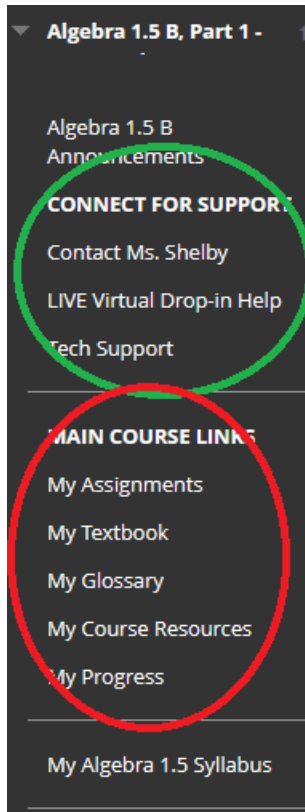 Algebra 1.5 B, Part 1 -
Algebra 1.5 B
Announcements
CONNECT FOR SUPPORT
Contact Ms. Shelby
LIVE Virtual Drop-in Help
Tech Support
MAIN COURSE LINKS
My Assignments
My Textbook
My Glossary
My Course Resources
My Progress
My Algebra 1.5 Syllabus